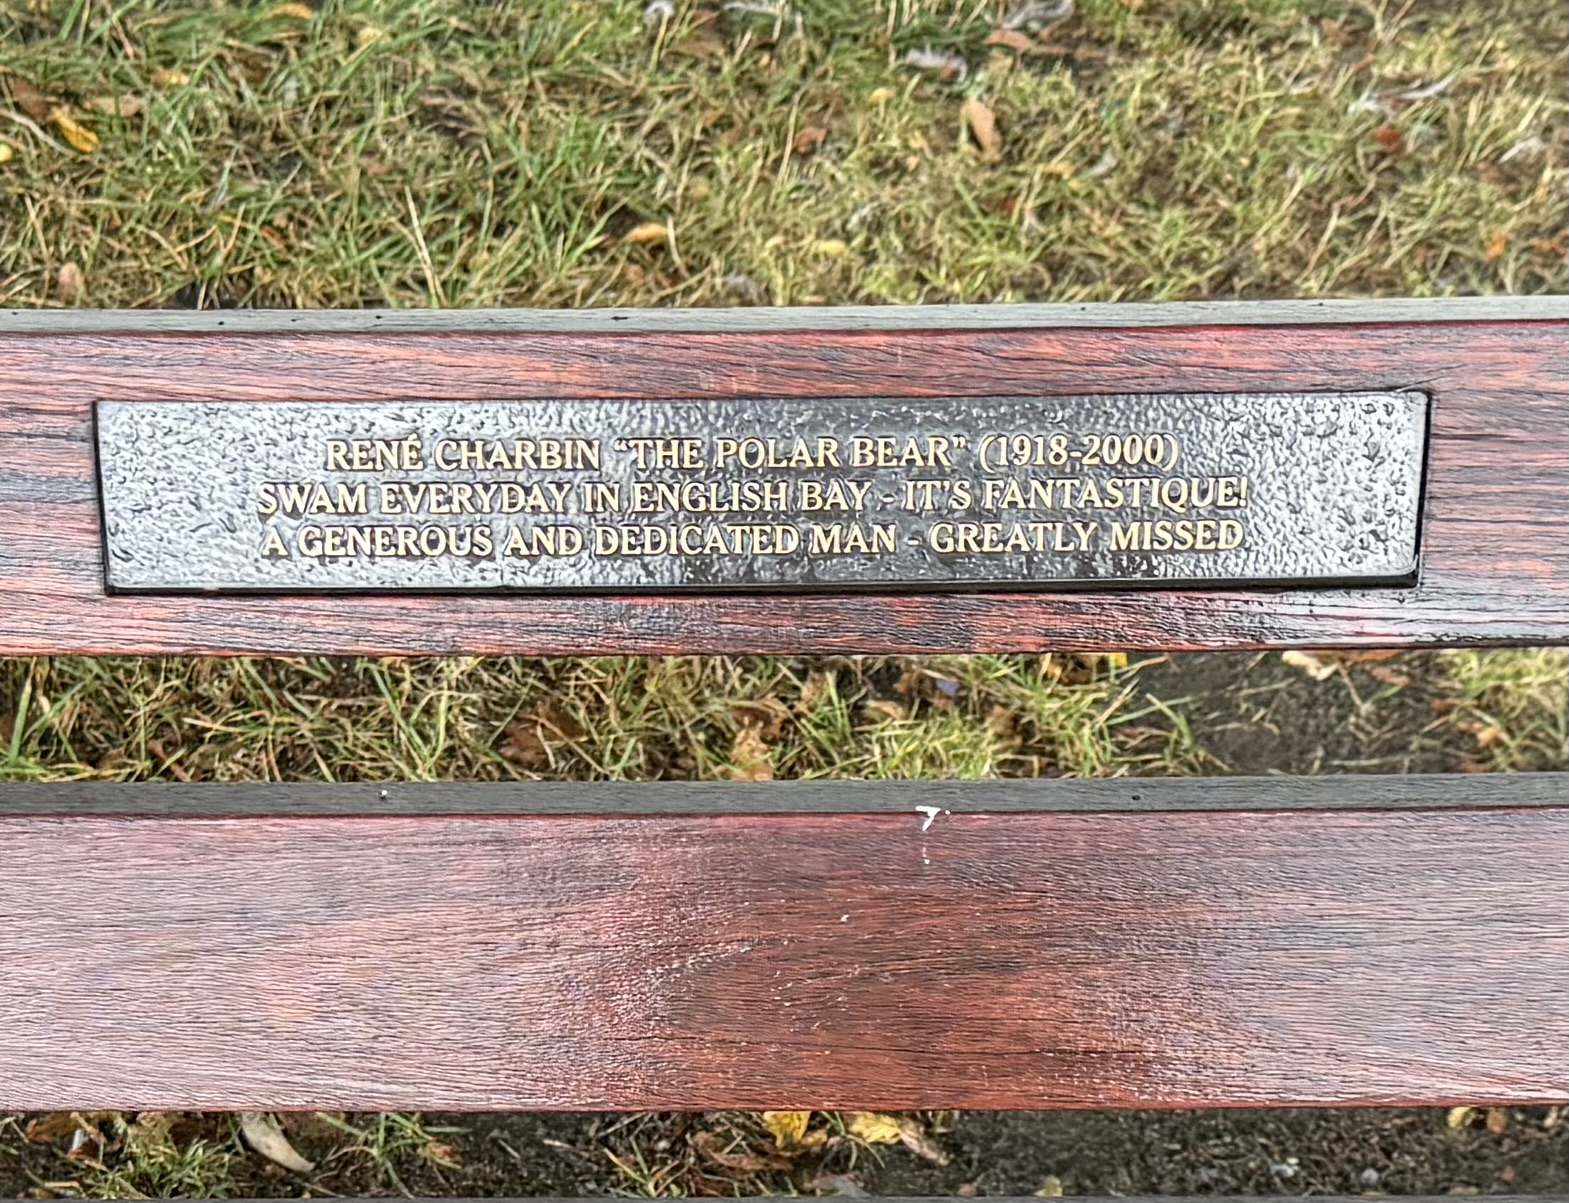 RENÉ CHARBIN “THE POLAR BEAR” (1918-2000)
SWAM EVERYDAY IN ENGLISH BAY - IT'S FANTASTIQUE!
A GENEROUS AND DEDICATED MAN - GREATLY MISSED